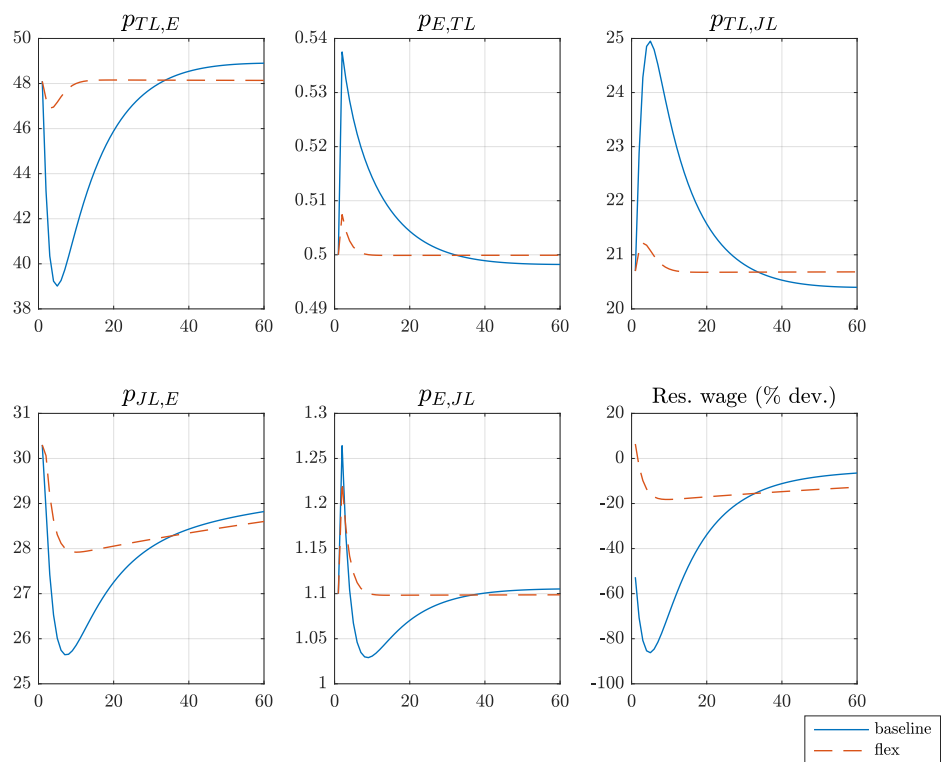 p_{TL,E} p_{E,TL} p_{TL,JL}
50 0.54 25
48 0.53 24
46 0.52 23
44 0.51 22
42 0.5 21
40 0.49 20
38
0 20 40 60 0 20 40 60 0 20 40 60
p_{JL,E} p_{E,JL} Res. wage (% dev.)
31 1.3 20
30 1.25 0
29 1.2 -20
28 1.15 -40
27 1.1 -60
26 1.05 -80
25 1 -100
0 20 40 60 0 20 40 60 0 20 40 60
baseline
flex